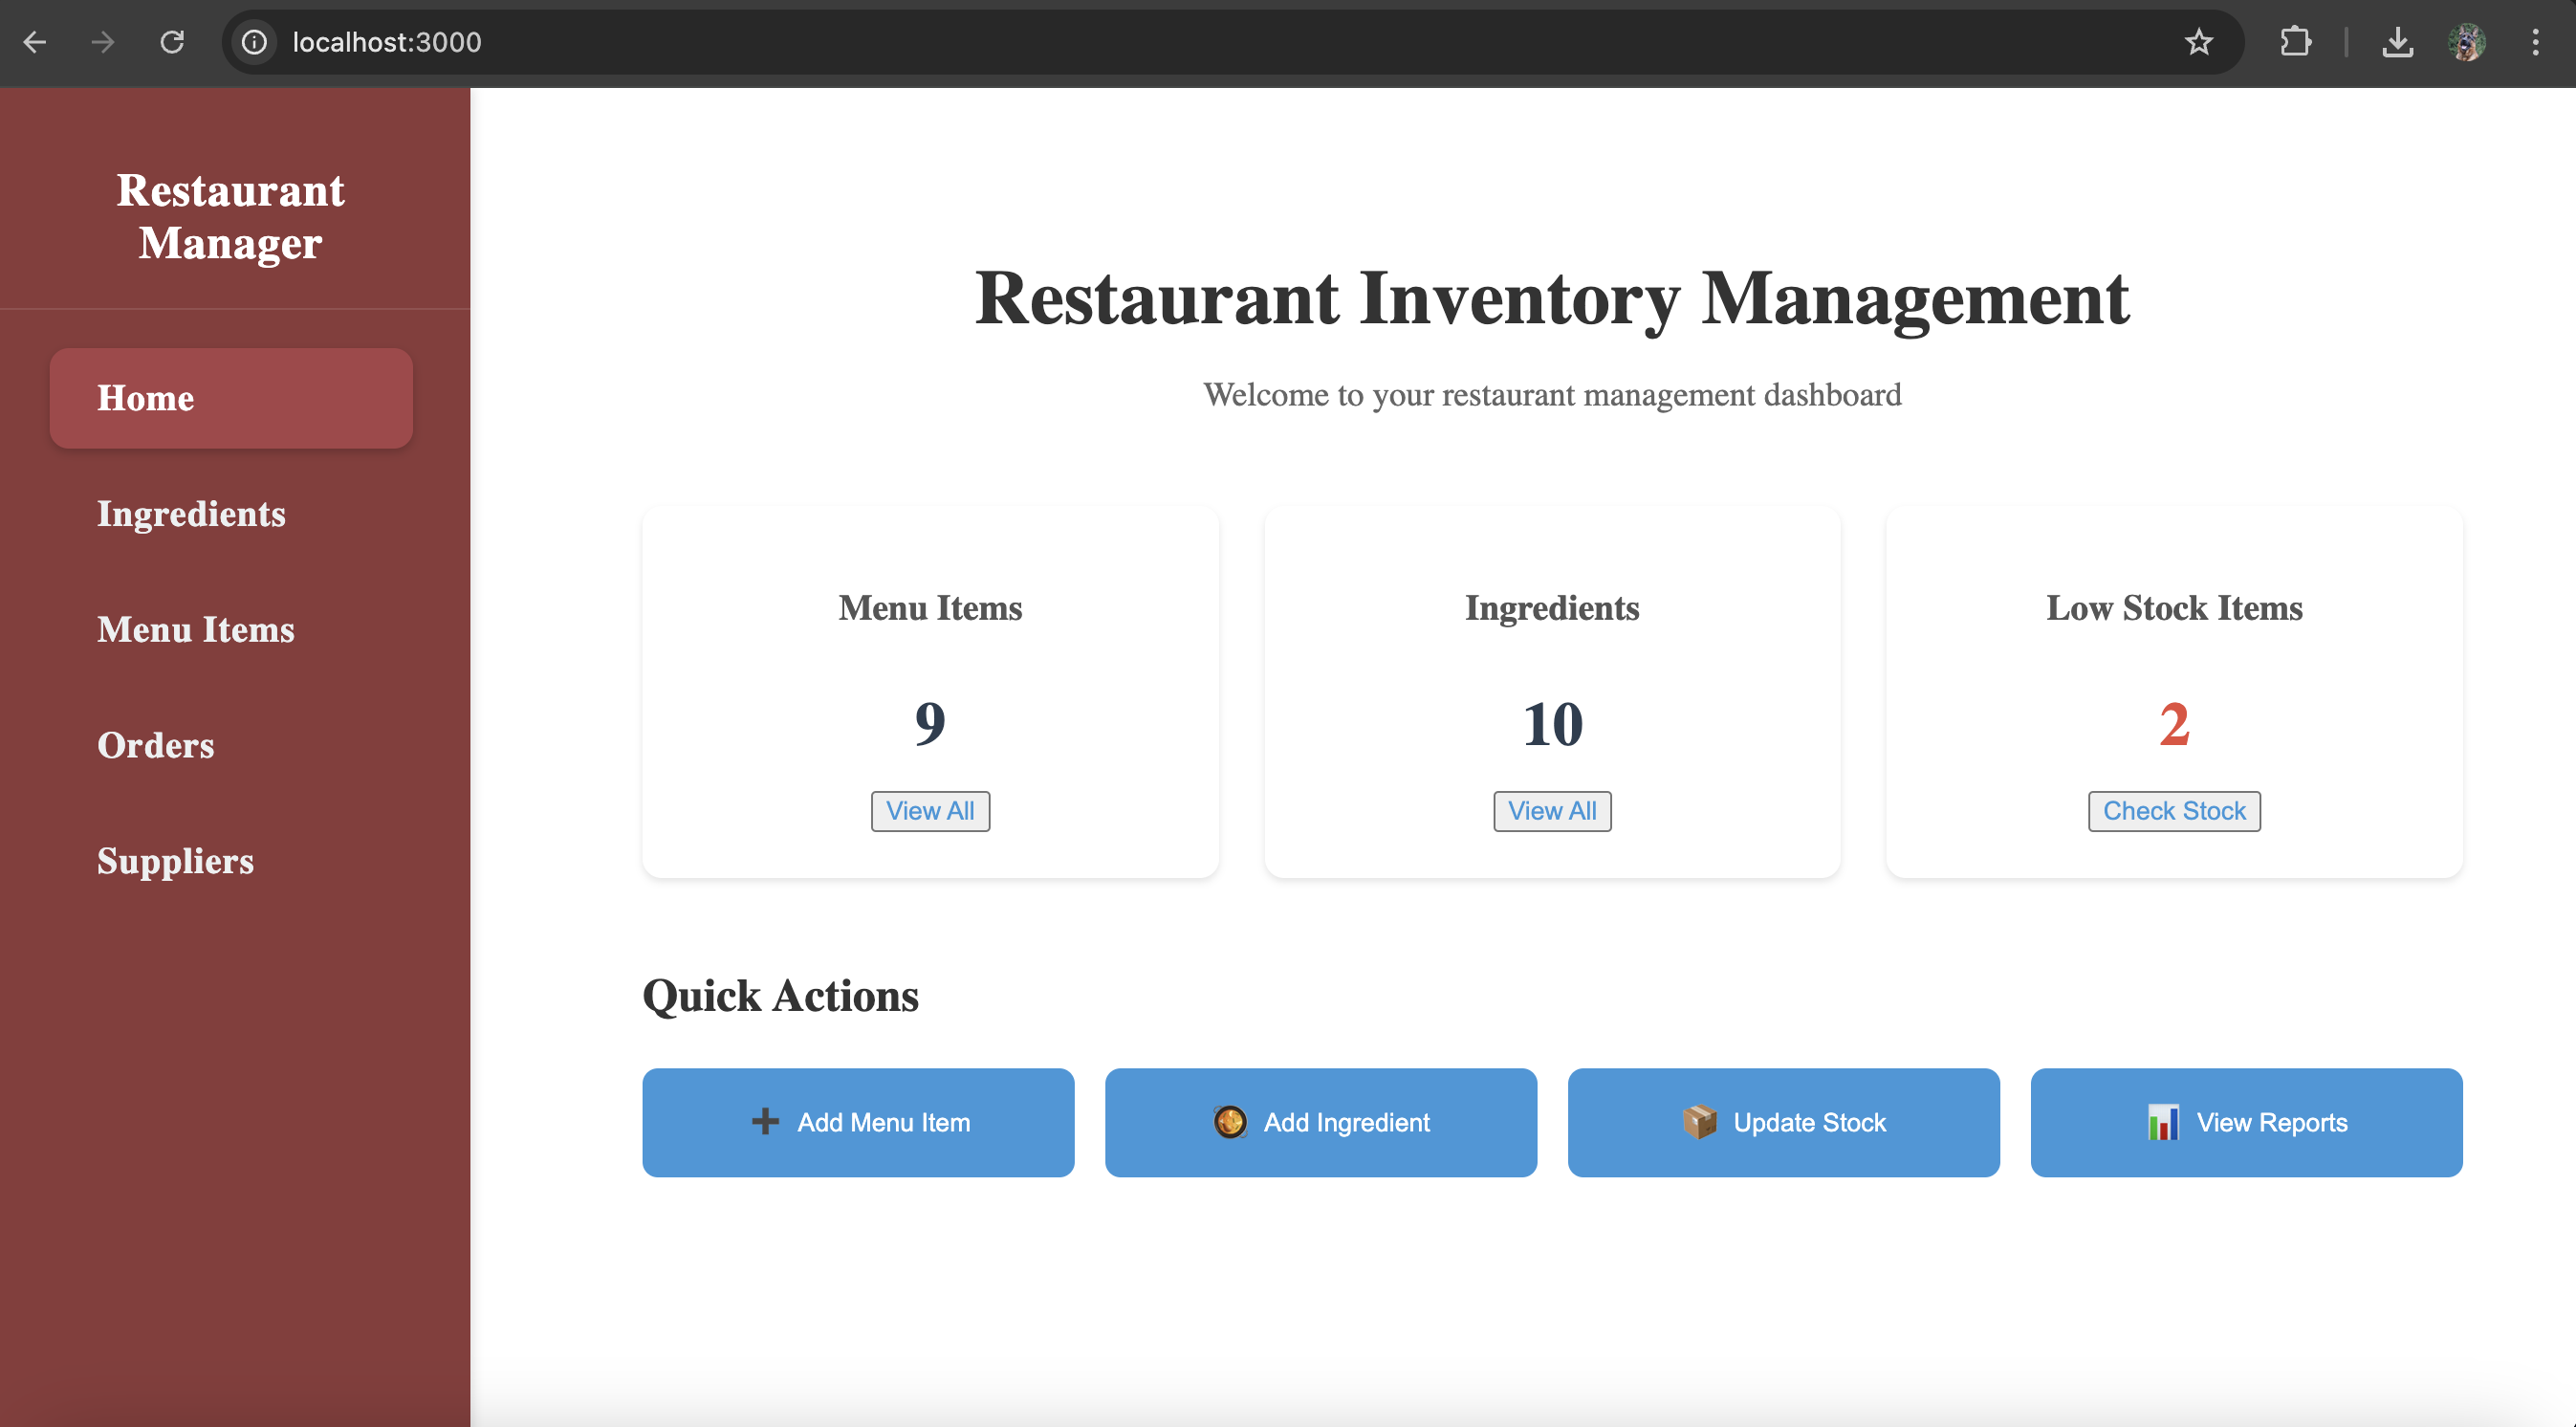 localhost:3000
Restaurant
Manager
Home
Ingredients
Menu Items
Orders
Suppliers
Restaurant Inventory Management
Welcome to your restaurant management dashboard
Menu Items
9
View All
Ingredients
10
View All
Low Stock Items
2
Check Stock
Quick Actions
➕ Add Menu Item
🥘 Add Ingredient
📦 Update Stock
📊 View Reports